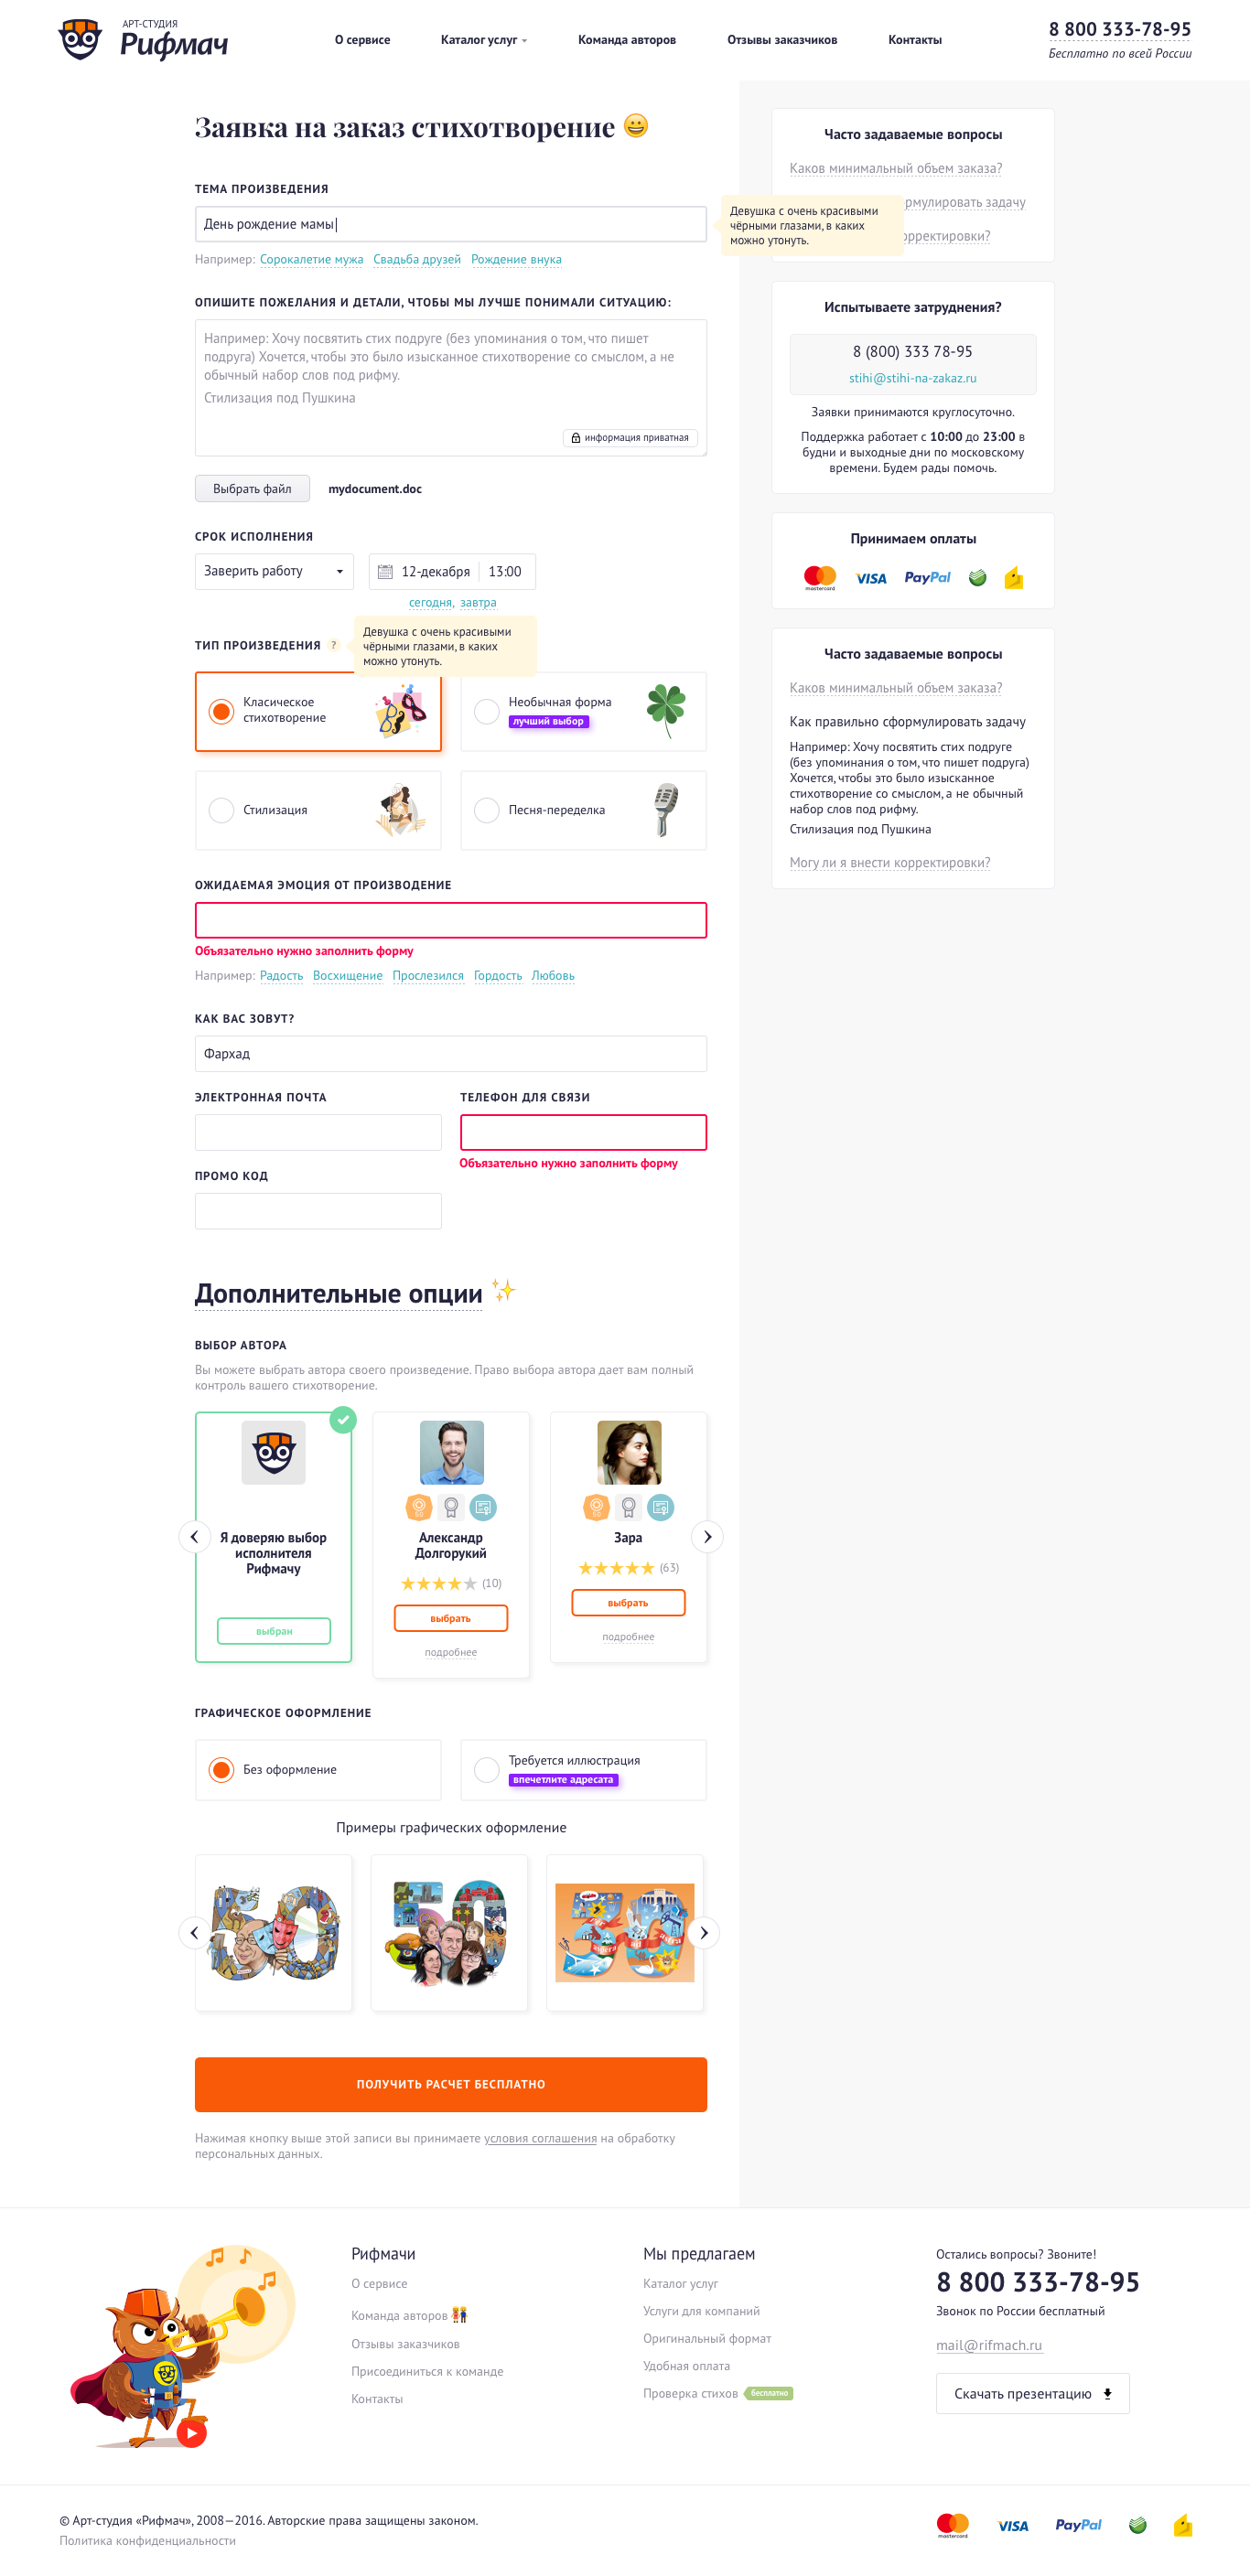 АРТ-СТУДИЯ
Рифмач
О сервисе
Каталог услуг
Команда авторов
Отзывы заказчиков
Контакты
8 800 333-78-95
Бесплатно по всей России
Заявка на заказ стихотворение
ТЕМА ПРОИЗВЕДЕНИЯ
День рождение мамы
Например: Сорокалетие мужа Свадьба друзей Рождение внука
Девушка с очень красивыми
чёрными глазами, в каких
можно утонуть.
ОПИШИТЕ ПОЖЕЛАНИЯ И ДЕТАЛИ, ЧТОБЫ МЫ ЛУЧШЕ ПОНИМАЛИ СИТУАЦИЮ:
Например: Хочу посвятить стих подруге (без упоминания о том, что пишет
подруга) Хочется, чтобы это было изысканное стихотворение со смыслом, а не
обычный набор слов под рифму.
Стилизация под Пушкина
информация приватная
Выбрать файл
mydocument.doc
СРОК ИСПОЛНЕНИЯ
Заверить работу
12-декабря
13:00
сегодня, завтра
ТИП ПРОИЗВЕДЕНИЯ ?
Девушка с очень красивыми
чёрными глазами, в каких
можно утонуть.
Класическое
стихотворение
Необычная форма
лучший выбор
Стилизация
Песня-переделка
ОЖИДАЕМАЯ ЭМОЦИЯ ОТ ПРОИЗВОДЕНИЕ
Объязательно нужно заполнить форму
Например: Радость Восхищение Прослезился Гордость Любовь
КАК ВАС ЗОВУТ?
Фархад
ЭЛЕКТРОННАЯ ПОЧТА
ТЕЛЕФОН ДЛЯ СВЯЗИ
Объязательно нужно заполнить форму
ПРОМО КОД
Дополнительные опции
ВЫБОР АВТОРА
Вы можете выбрать автора своего произведение. Право выбора автора дает вам полный
контроль вашего стихотворение.
Я доверяю выбор
исполнителя
Рифмачу
выбран
Александр
Долгорукий
(10)
выбрать
подробнее
Зара
(63)
выбрать
подробнее
ГРАФИЧЕСКОЕ ОФОРМЛЕНИЕ
Без оформление
Требуется иллюстрация
впечетлите адресата
Примеры графических оформление
ПОЛУЧИТЬ РАСЧЕТ БЕСПЛАТНО
Нажимая кнопку выше этой записи вы принимаете условия соглашения на обработку
персональных данных.
Часто задаваемые вопросы
Каков минимальный объем заказа?
рмулировать задачу
орректировки?
Испытываете затруднения?
8 (800) 333 78-95
stihi@stihi-na-zakaz.ru
Заявки принимаются круглосуточно.
Поддержка работает с 10:00 до 23:00 в
будни и выходные дни по московскому
времени. Будем рады помочь.
Принимаем оплаты
mastercard
VISA
PayPal
Часто задаваемые вопросы
Каков минимальный объем заказа?
Как правильно сформулировать задачу
Например: Хочу посвятить стих подруге
(без упоминания о том, что пишет подруга)
Хочется, чтобы это было изысканное
стихотворение со смыслом, а не обычный
набор слов под рифму.
Стилизация под Пушкина
Могу ли я внести корректировки?
Рифмачи
О сервисе
Команда авторов
Отзывы заказчиков
Присоединиться к команде
Контакты
Мы предлагаем
Каталог услуг
Услуги для компаний
Оригинальный формат
Удобная оплата
Проверка стихов бесплатно
Остались вопросы? Звоните!
8 800 333-78-95
Звонок по России бесплатный
mail@rifmach.ru
Скачать презентацию
© Арт-студия «Рифмач», 2008—2016. Авторские права защищены законом.
Политика конфиденциальности
mastercard
VISA
PayPal